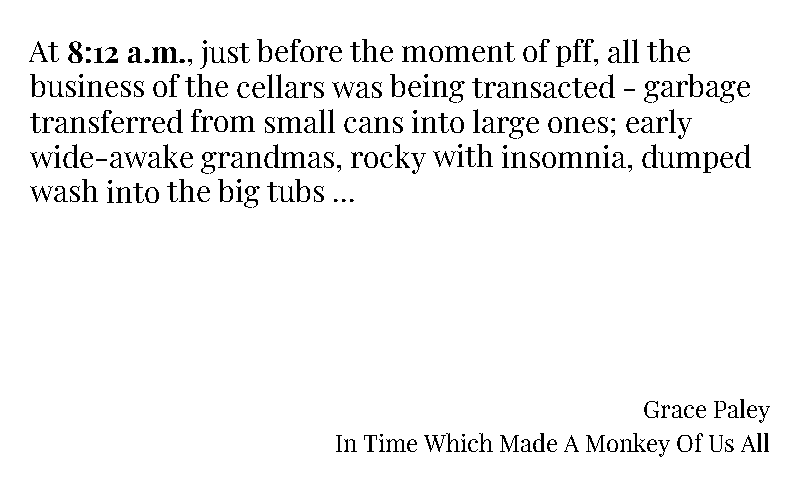 At 8:12 a.m., just before the moment of pff, all the
business of the cellars was being transacted - garbage
transferred from small cans into large ones; early
wide-awake grandmas, rocky with insomnia, dumped
wash into the big tubs ...
Grace Paley
In Time Which Made A Monkey Of Us All